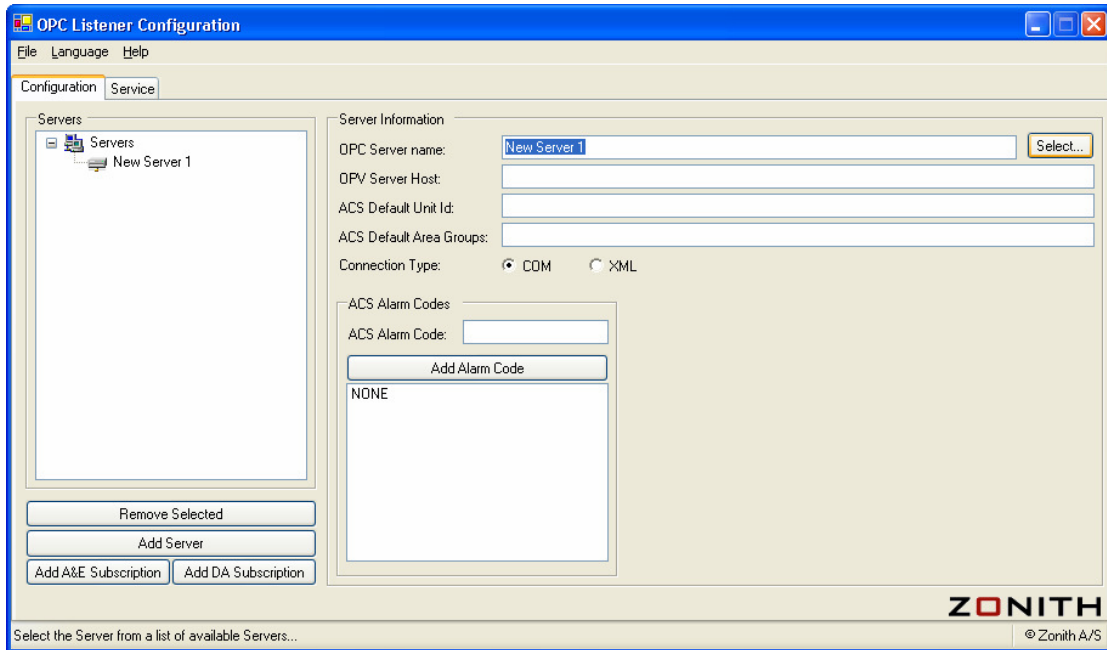 OPC Listener Configuration
File Language Help
Configuration Service
Servers
Servers
New Server 1
Remove Selected
Add Server
Add A&E Subscription Add DA Subscription
Server Information
OPC Server name: New Server 1 Select...
OPV Server Host:
ACS Default Unit Id:
ACS Default Area Groups:
Connection Type: COM XML
ACS Alarm Codes
ACS Alarm Code:
Add Alarm Code
NONE
ZONITH
Select the Server from a list of available Servers... © Zonith A/S